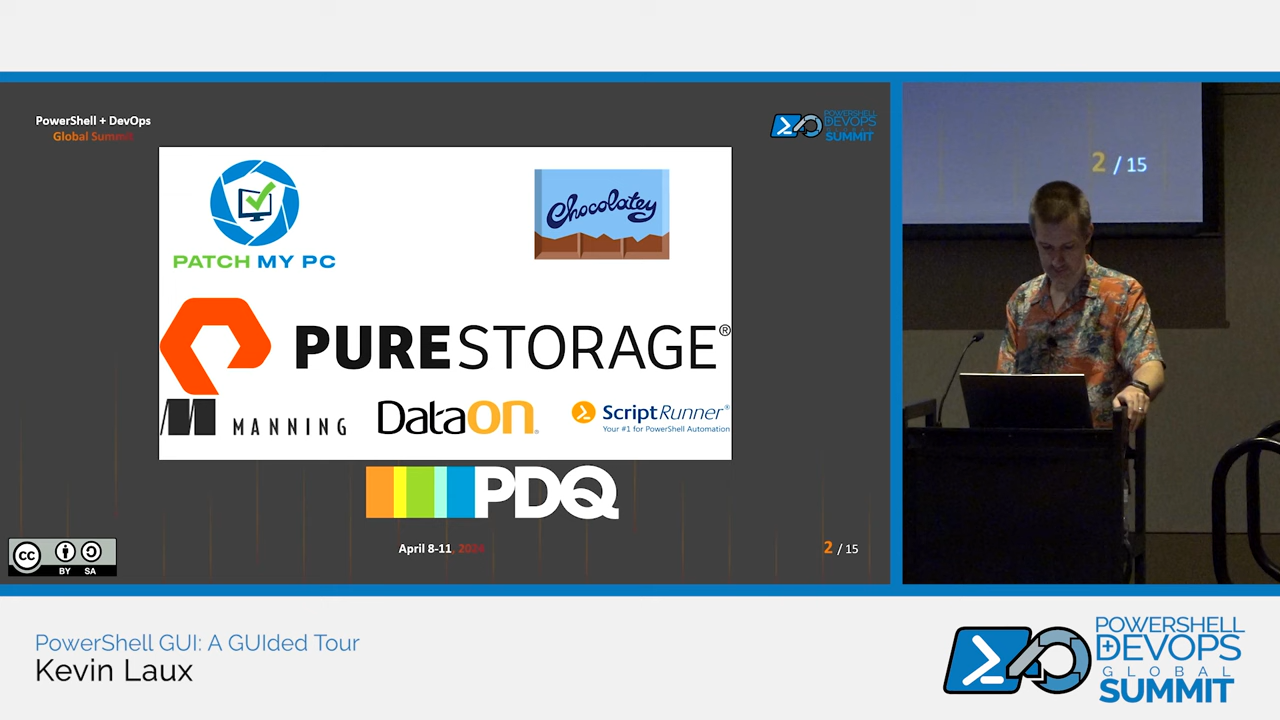 PowerShell + DevOps
Global Summit
POWERSHELL
DEVOPS
GLOBAL
SUMMIT
PATCH MY PC
Chocolatey
PURESTORAGE®
MANNING
DataON®
ScriptRunner®
Your #1 for PowerShell Automation
PDQ
April 8-11, 2024
2 / 15
CC
BY SA
2 / 15
PowerShell GUI: A GUIded Tour
Kevin Laux
POWERSHELL
DEVOPS
GLOBAL
SUMMIT